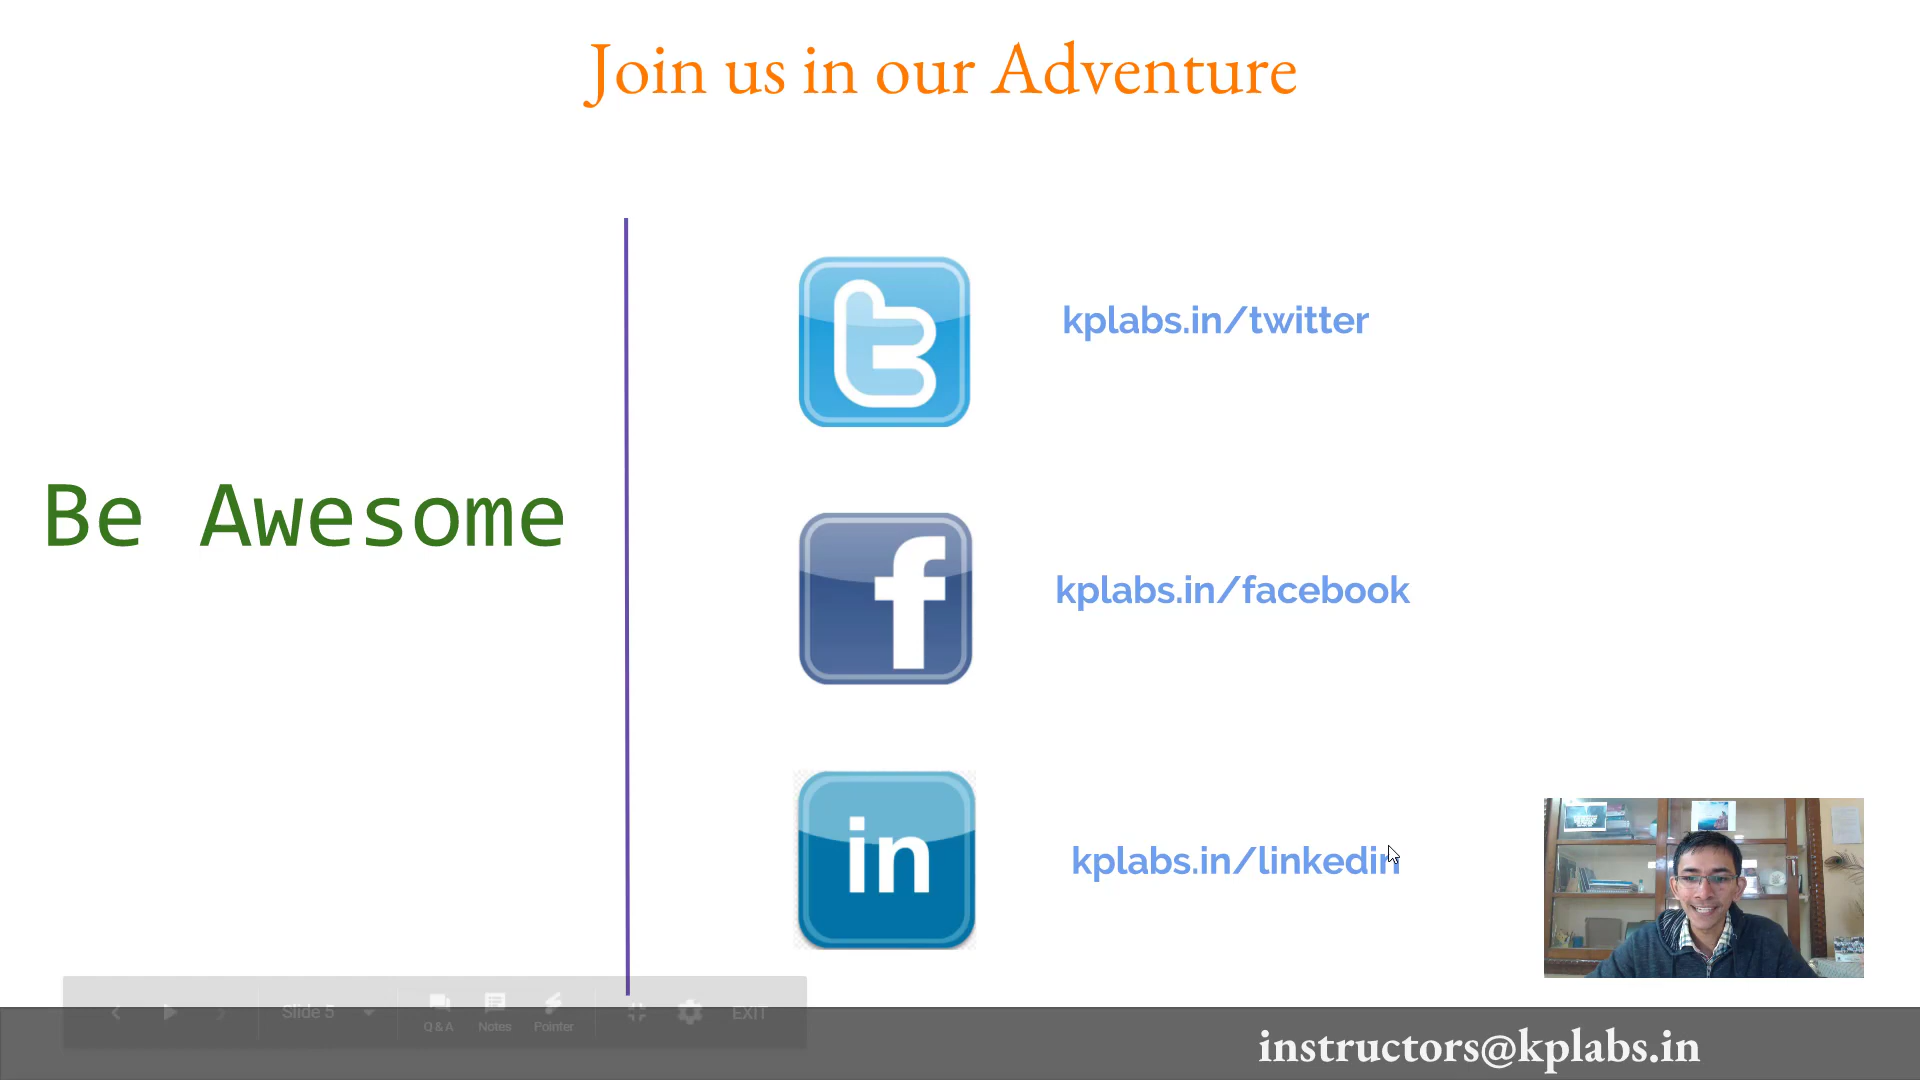 Join us in our Adventure
Be Awesome
kplabs.in/twitter
f
kplabs.in/facebook
in
kplabs.in/linkedin
Slide 5
Q & A
Notes
Pointer
EXIT
instructors@kplabs.in